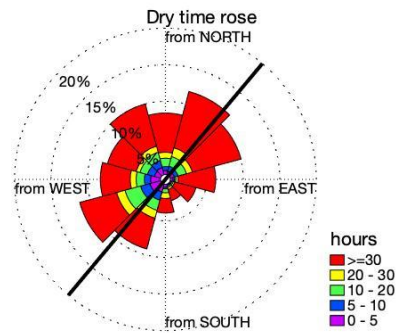 Dry time rose
from NORTH
20%
15%
10%
5%
from WEST
from EAST
from SOUTH
hours
>=30
20 - 30
10 - 20
5 - 10
0 - 5